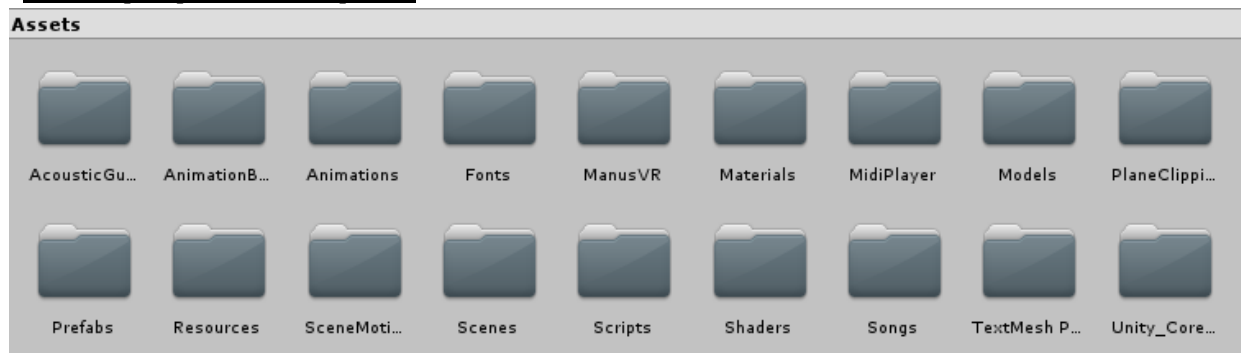 Assets
AcousticGu... AnimationB... Animations Fonts ManusVR Materials MidiPlayer Models PlaneClippi...
Prefabs Resources SceneMoti... Scenes Scripts Shaders Songs TextMesh P... Unity_Core...